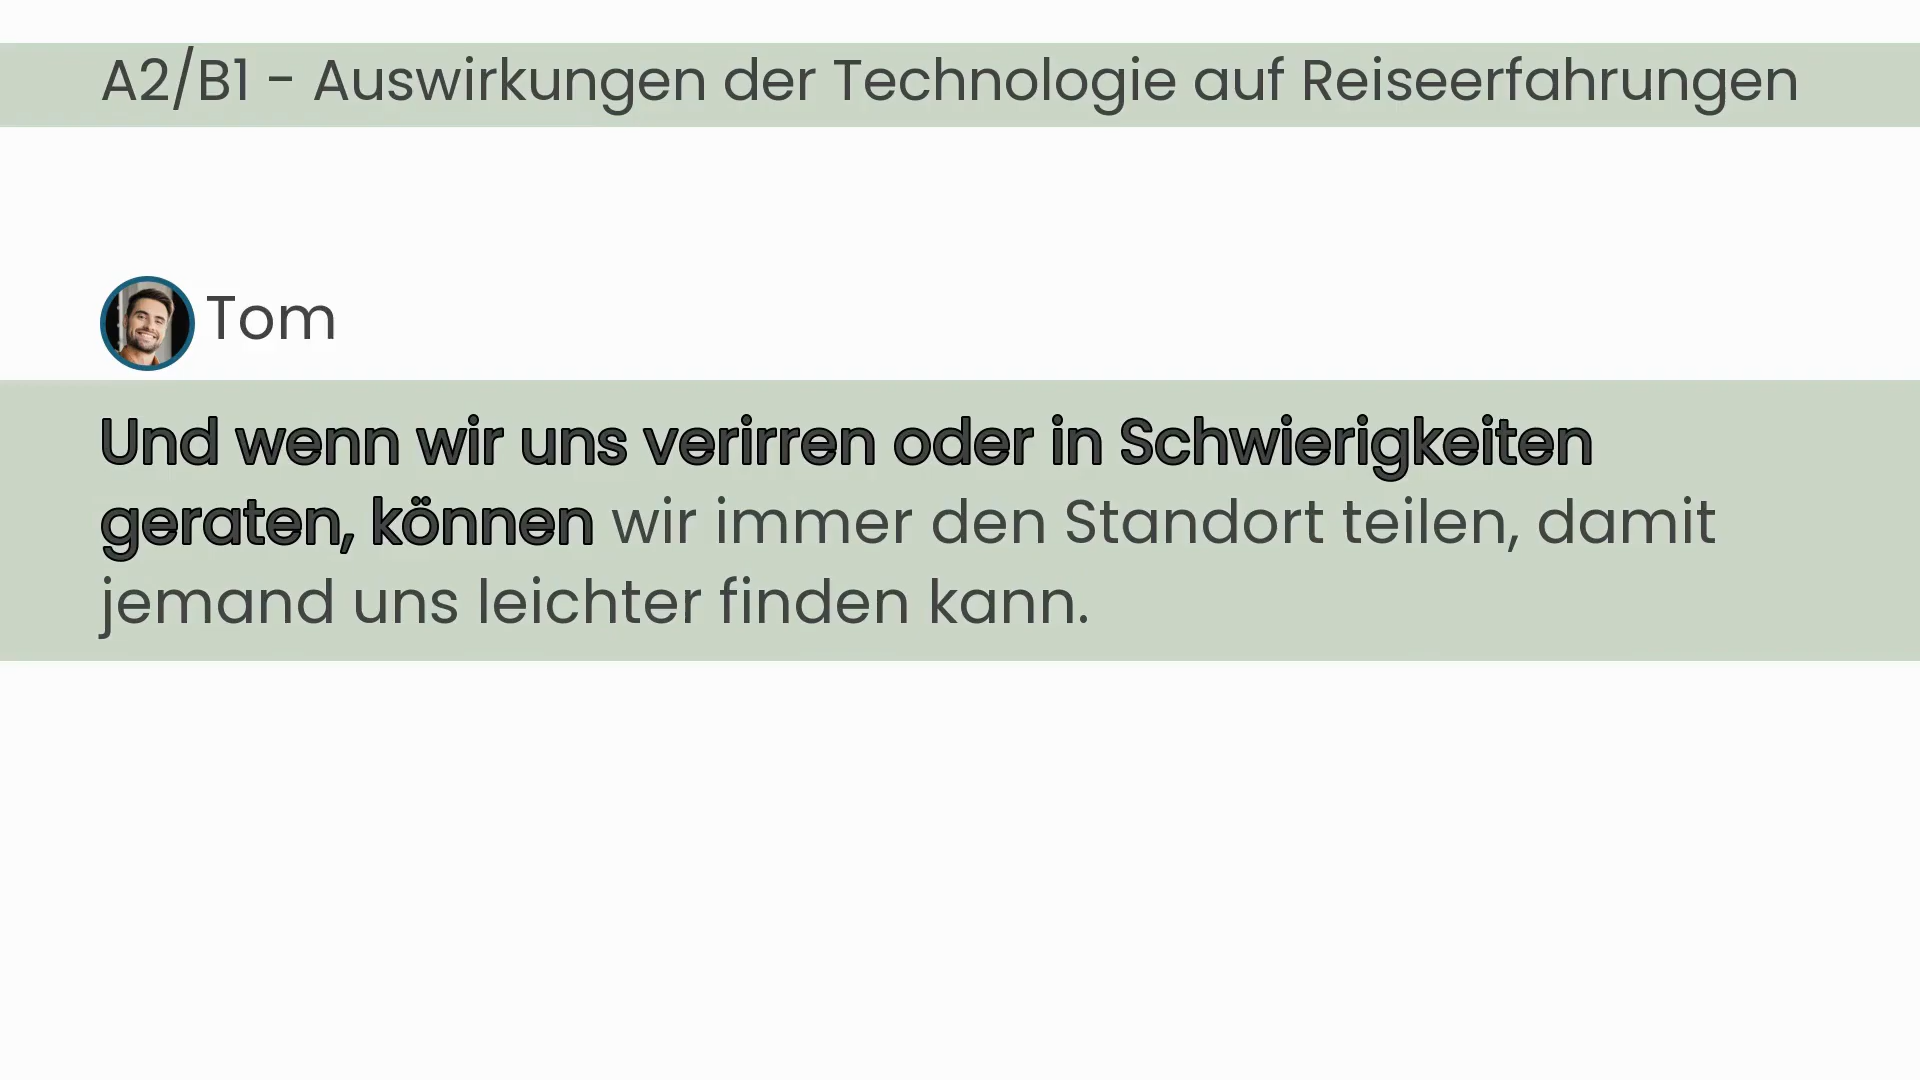 A2/B1 - Auswirkungen der Technologie auf Reiseerfahrungen
Tom
Und wenn wir uns verirren oder in Schwierigkeiten
geraten, können wir immer den Standort teilen, damit
jemand uns leichter finden kann.